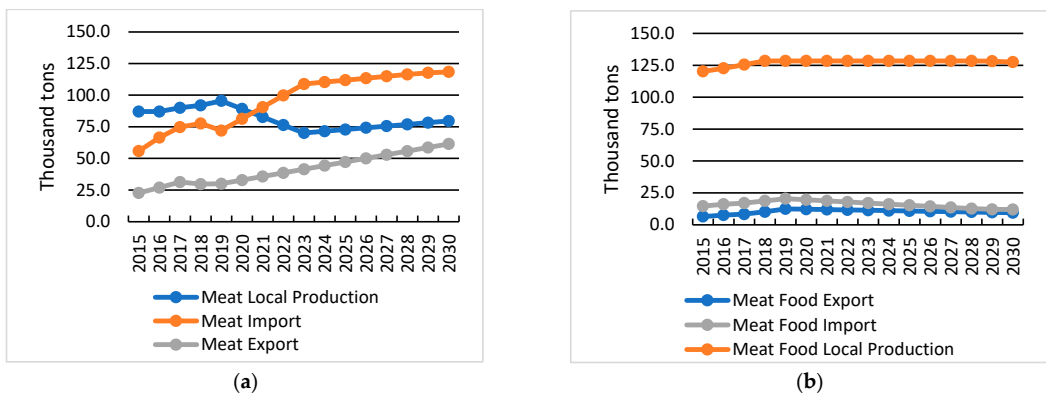 150.0
125.0
100.0
75.0
50.0
25.0
0.0
Thousand tons
2015 2016 2017 2018 2019 2020 2021 2022 2023 2024 2025 2026 2027 2028 2029 2030
Meat Local Production
Meat Import
Meat Export
(a)
150.0
125.0
100.0
75.0
50.0
25.0
0.0
Thousand tons
2015 2016 2017 2018 2019 2020 2021 2022 2023 2024 2025 2026 2027 2028 2029 2030
Meat Food Export
Meat Food Import
Meat Food Local Production
(b)